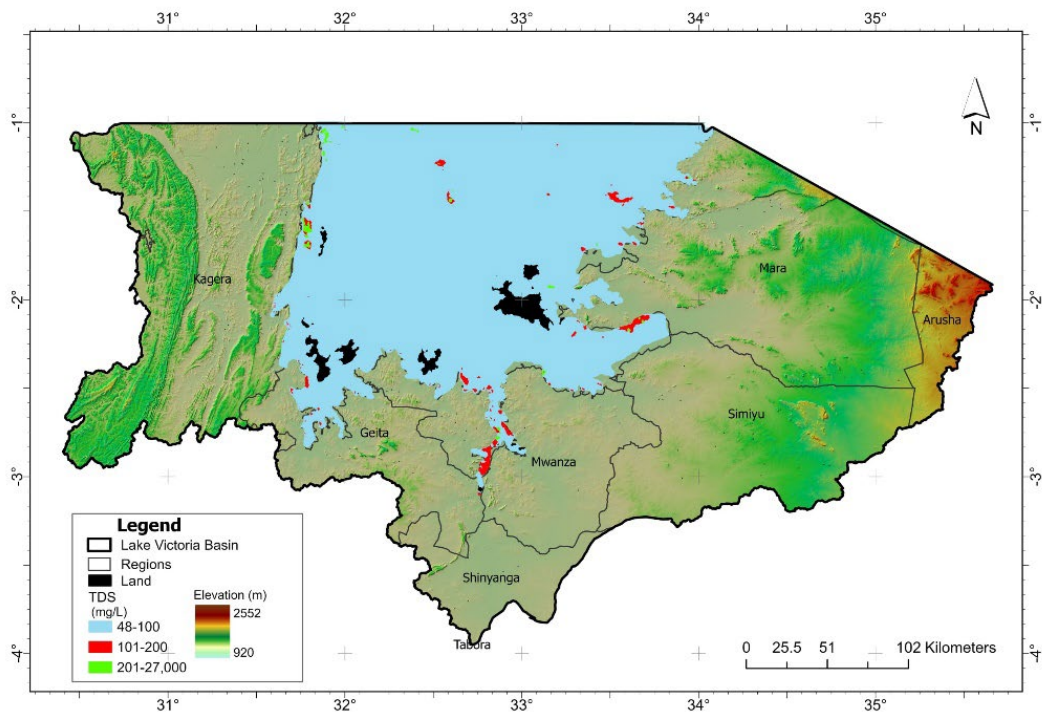 31° 32° 33° 34° 35°
N
-1° -1°
Mara
Kagera
-2° -2°
Arusha
Simiyu
Geita
Mwanza
-3° -3°
Legend
Lake Victoria Basin
Regions
Land
TDS
(mg/L)
48-100
101-200
201-27,000
Elevation (m)
2552
920
Shinyanga
Tabora
0 25.5 51 102 Kilometers
-4° -4°
31° 32° 33° 34° 35°